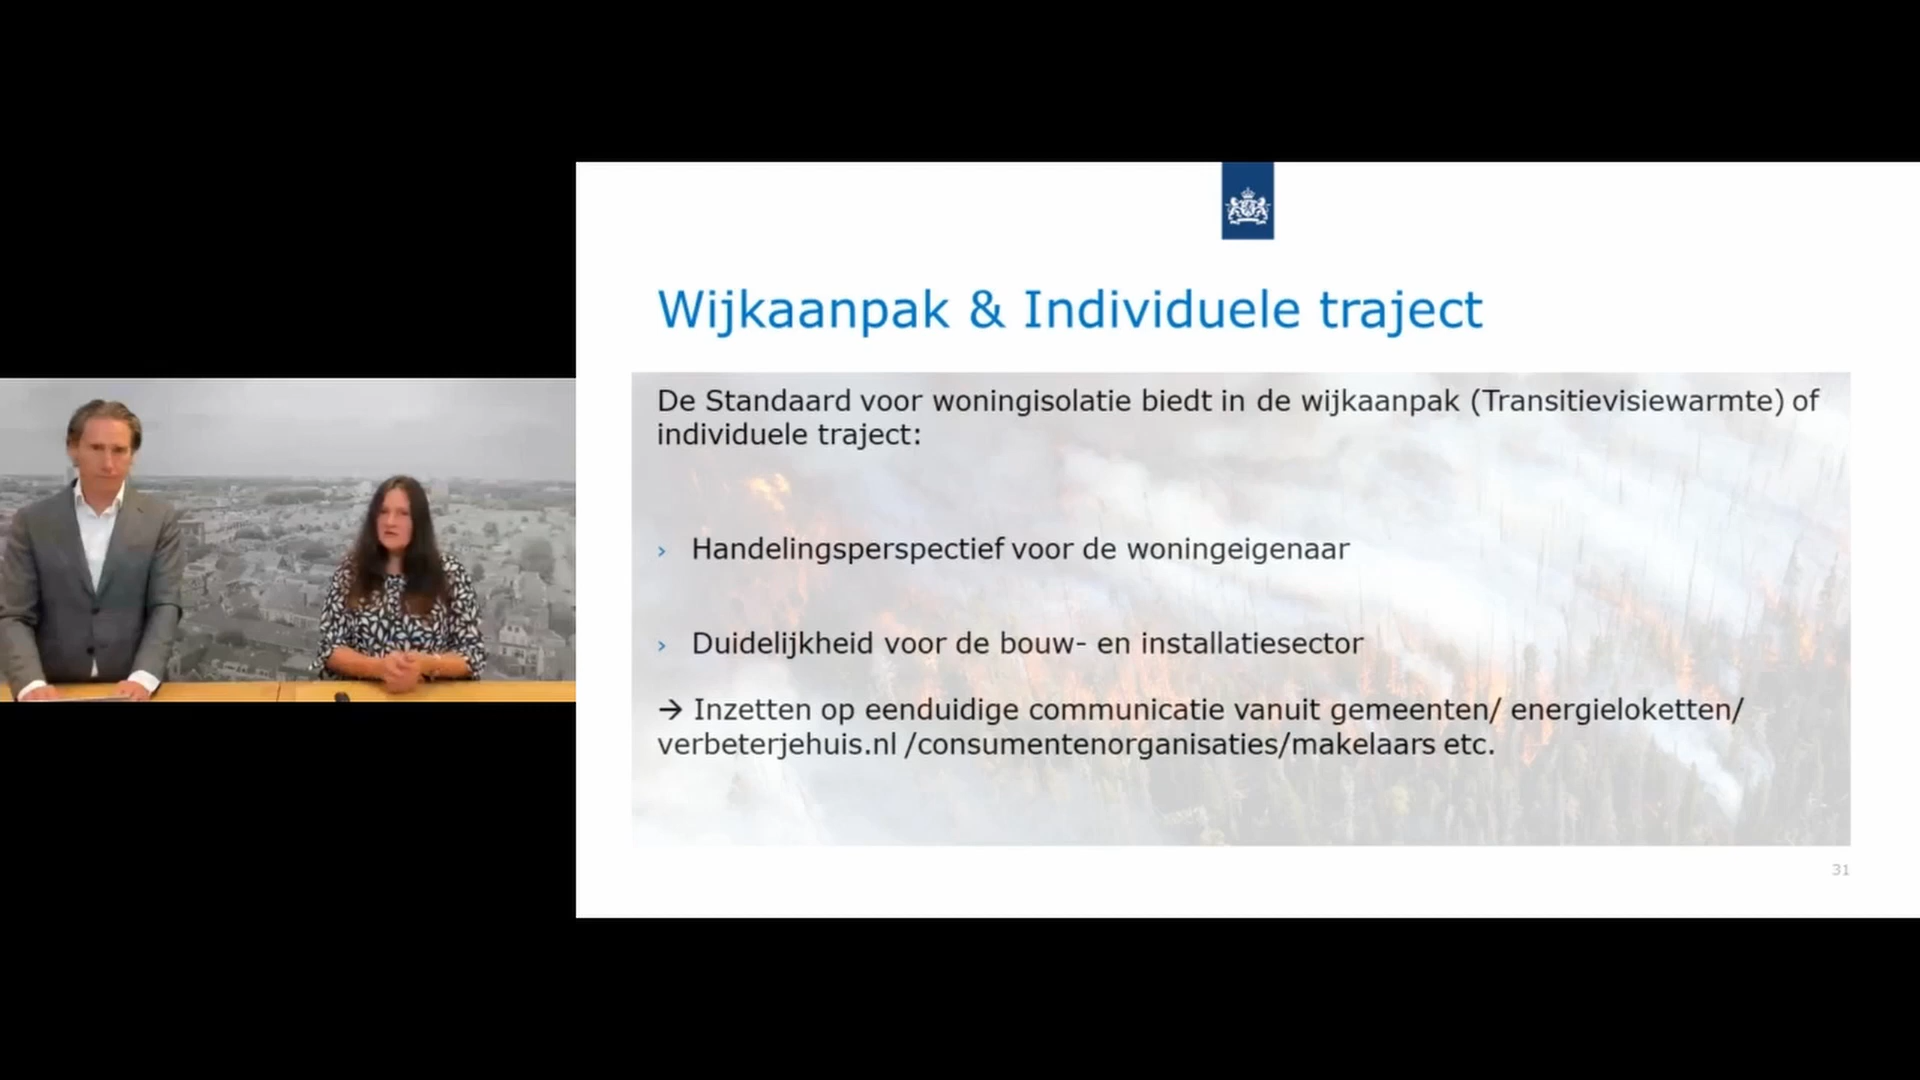 Wijkaanpak & Individuele traject
De Standaard voor woningisolatie biedt in de wijkaanpak (Transitievisiewarmte) of
individuele traject:
› Handelingsperspectief voor de woningeigenaar
› Duidelijkheid voor de bouw- en installatiesector
→ Inzetten op eenduidige communicatie vanuit gemeenten/ energieloketten/
verbeterjehuis.nl /consumentenorganisaties/makelaars etc.
31